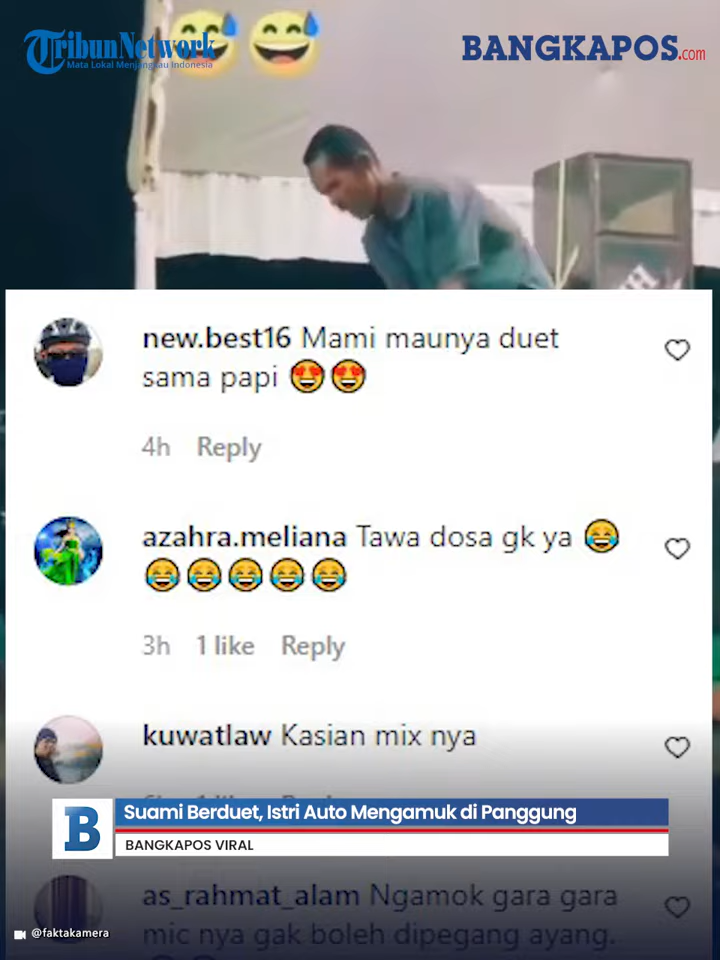 TribunNetwork
Mata Lokal Menjangkau Indonesia
BANGKAPOS.com
new.best16 Mami maunya duet
sama papi 😍😍
4h Reply
azahra.meliana Tawa dosa gk ya 😂
😂😂😂😂😂
3h 1 like Reply
kuwatlaw Kasian mix nya
B
Suami Berduet, Istri Auto Mengamuk di Panggung
BANGKAPOS VIRAL
as_rahmat_alam Ngamok gara gara
mic nya gak boleh dipegang ayang.
@faktakamera